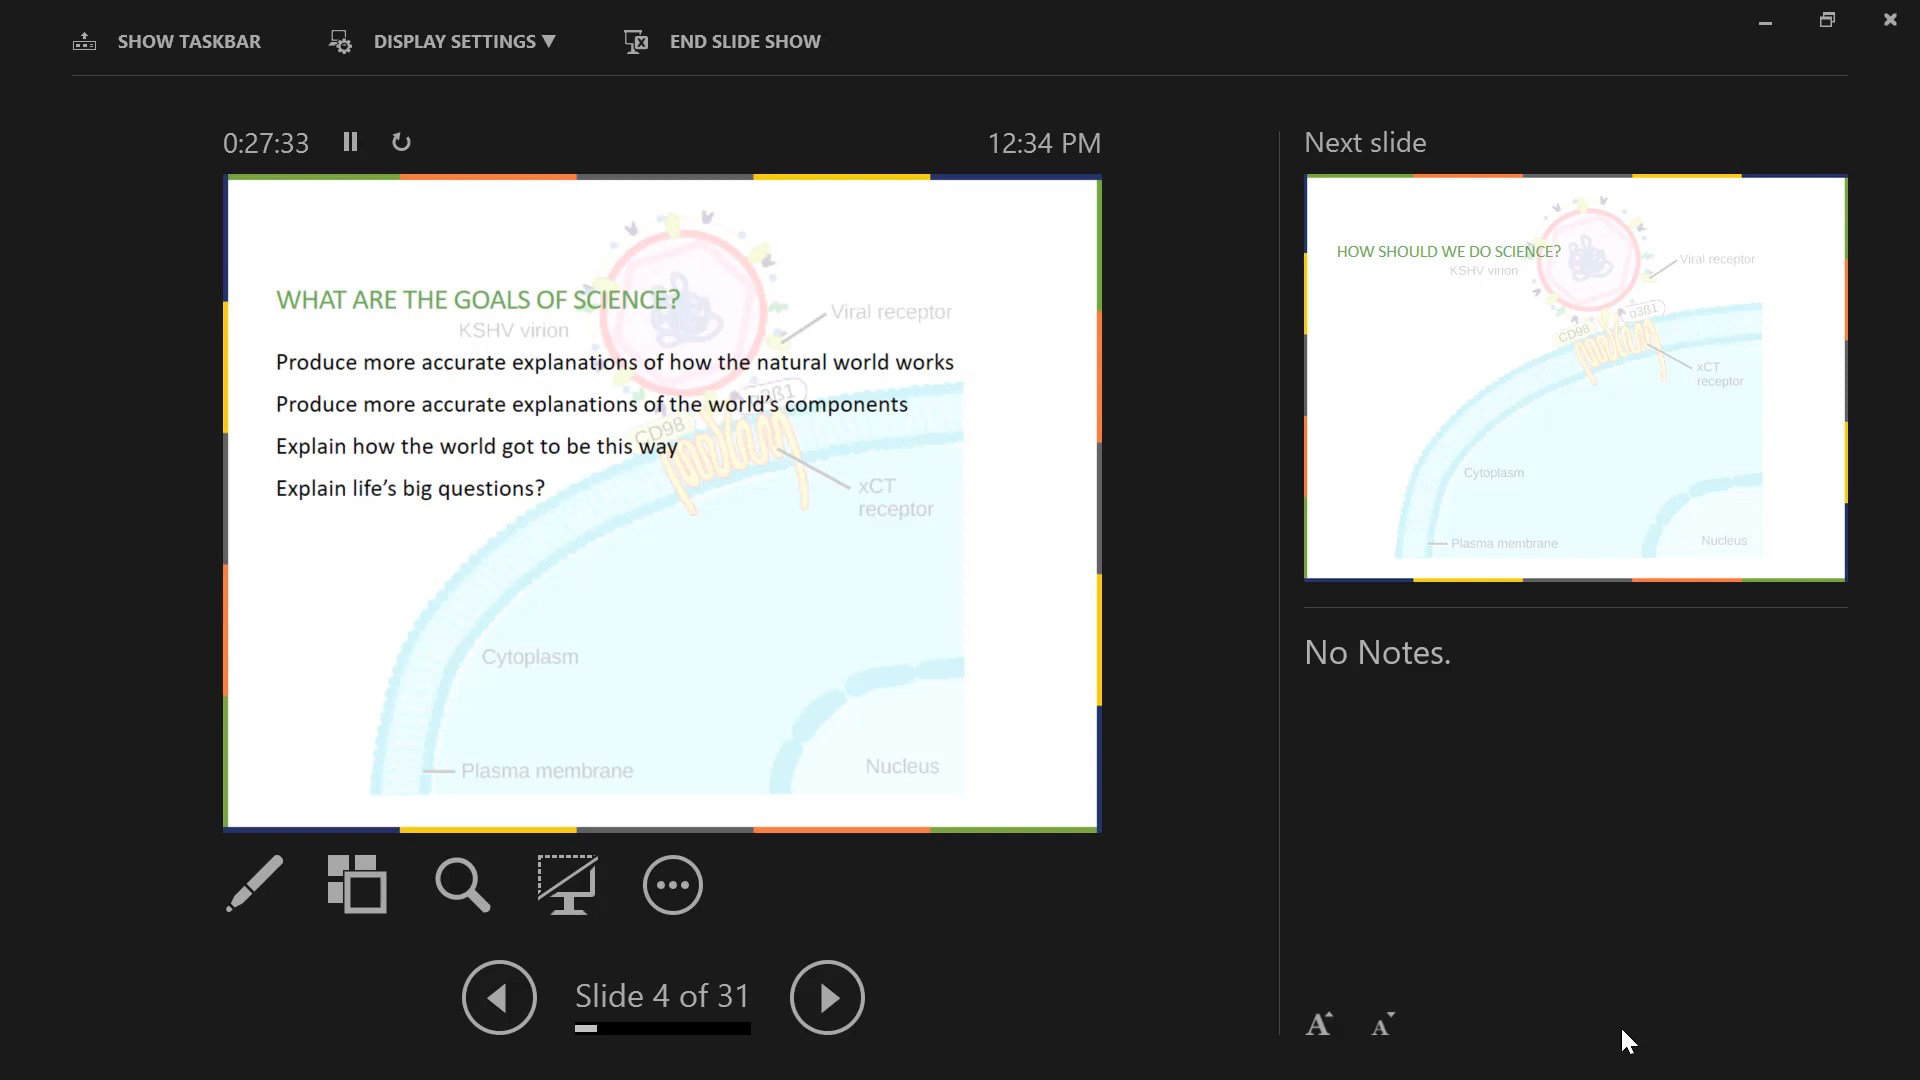 SHOW TASKBAR
DISPLAY SETTINGS ▼
END SLIDE SHOW
0:27:33
12:34 PM
WHAT ARE THE GOALS OF SCIENCE?
KSHV virion
Viral receptor
Produce more accurate explanations of how the natural world works
α3ß1
Produce more accurate explanations of the world's components
CD98
Explain how the world got to be this way
xCT
receptor
Explain life's big questions?
Cytoplasm
Plasma membrane
Nucleus
Slide 4 of 31
Next slide
HOW SHOULD WE DO SCIENCE?
KSHV virion
Viral receptor
α3ß1
CD98
xCT
receptor
Cytoplasm
Plasma membrane
Nucleus
No Notes.
A A